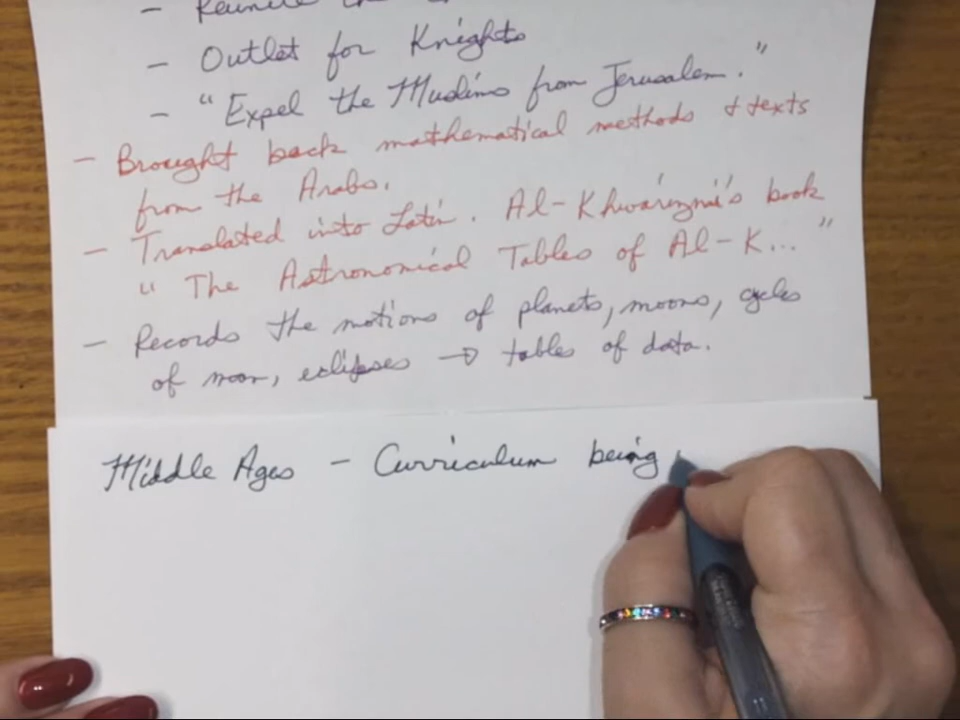 - Reunite the
- Outlet for Knights
- "Expel the Muslims from Jerusalem."
- Brought back mathematical methods & texts
from the Arabs.
- Translated into Latin. Al-Khwarizmi's book
" The Astronomical Tables of Al-K... "
- Records the motions of planets, moons, cycles
of moon, eclipses → tables of data.
Middle Ages - Curriculum being